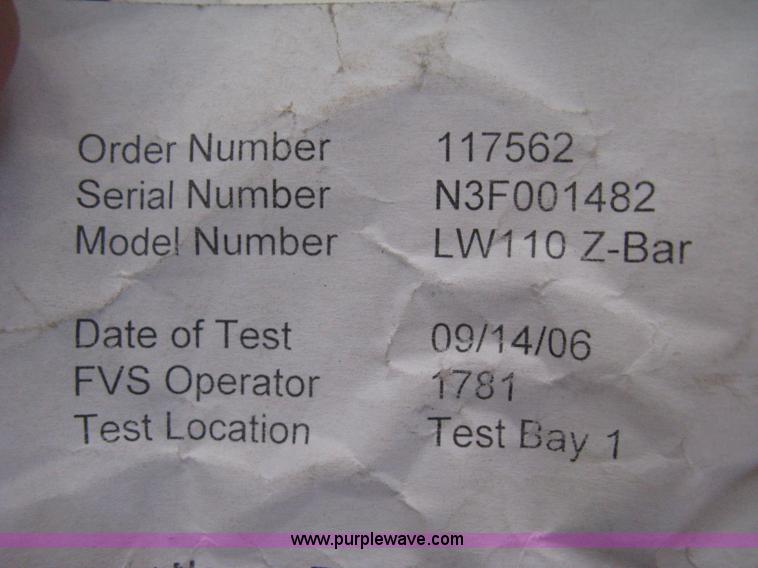 Order Number 117562
Serial Number N3F001482
Model Number LW110 Z-Bar
Date of Test 09/14/06
FVS Operator 1781
Test Location Test Bay 1
www.purplewave.com